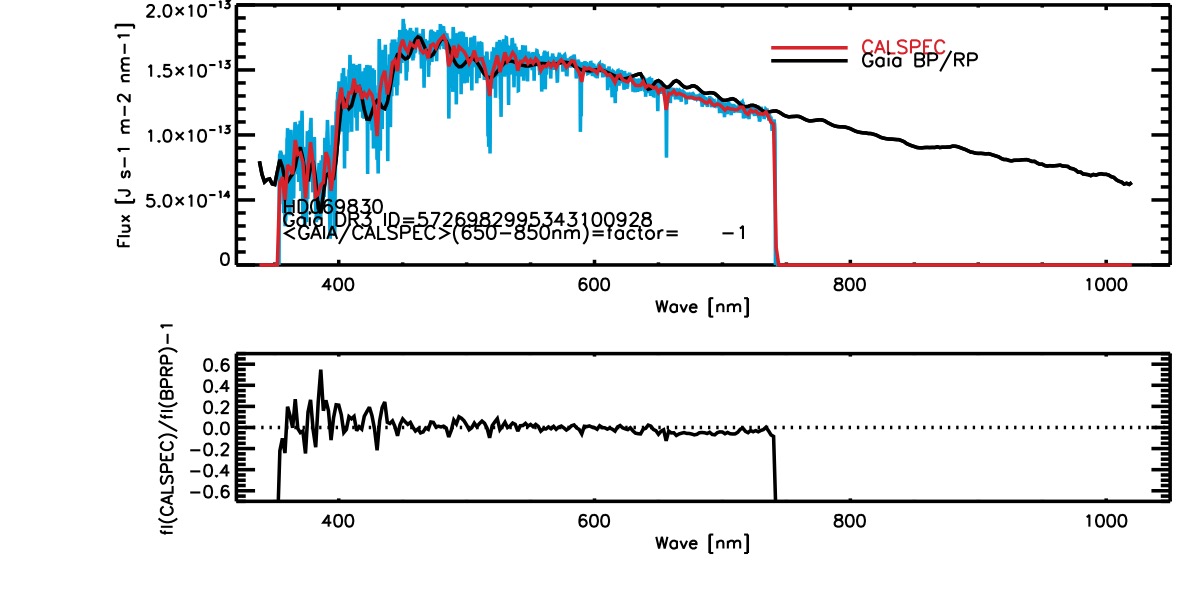 2.0×10−13
1.5×10−13
1.0×10−13
5.0×10−14
0
Flux [J s−1 m−2 nm−1]
CALSPEC
Gaia BP/RP
HD069830
Gaia DR3 ID=5726982995343100928
<GAIA/CALSPEC>(650−850nm)=factor= −1
400 600 800 1000
Wave [nm]
fl(CALSPEC)/fl(BPRP)−1
0.6
0.4
0.2
0.0
−0.2
−0.4
−0.6
400 600 800 1000
Wave [nm]